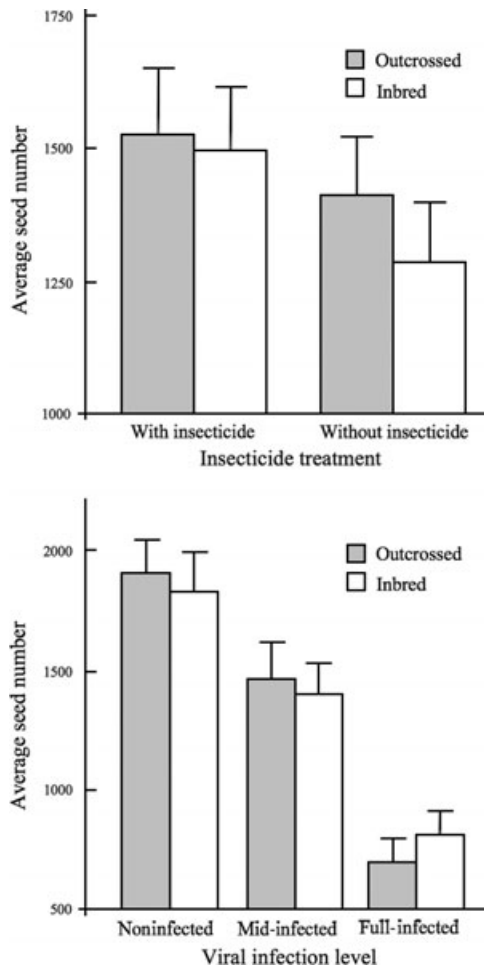 1750
1500
1250
1000
Average seed number
Outcrossed
Inbred
With insecticide
Without insecticide
Insecticide treatment
2000
1500
1000
500
Average seed number
Outcrossed
Inbred
Noninfected
Mid-infected
Full-infected
Viral infection level